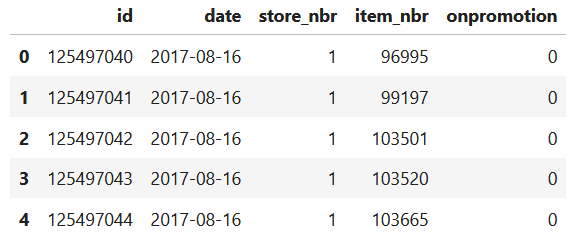 id date store_nbr item_nbr onpromotion
0 125497040 2017-08-16 1 96995 0
1 125497041 2017-08-16 1 99197 0
2 125497042 2017-08-16 1 103501 0
3 125497043 2017-08-16 1 103520 0
4 125497044 2017-08-16 1 103665 0